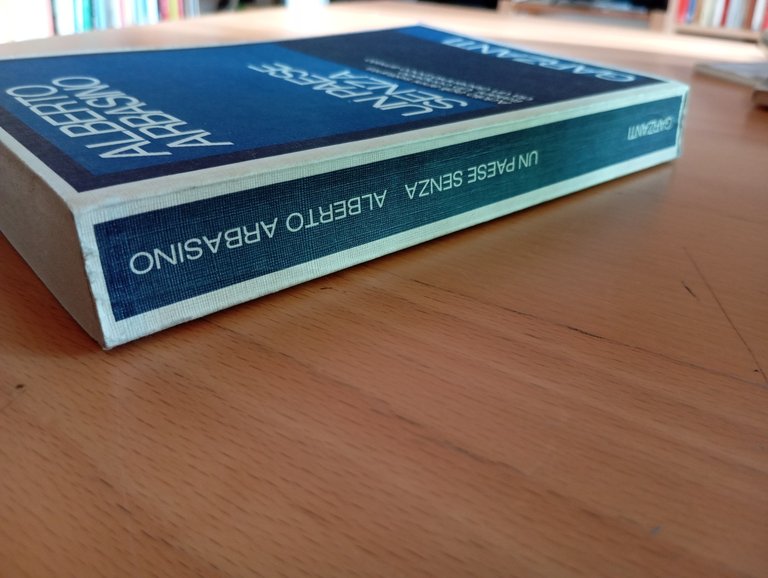 ALBERTO
ARBASINO
UN PAESE
SENZA
GARZANTI
ALBERTO ARBASINO UN PAESE SENZA GARZANTI